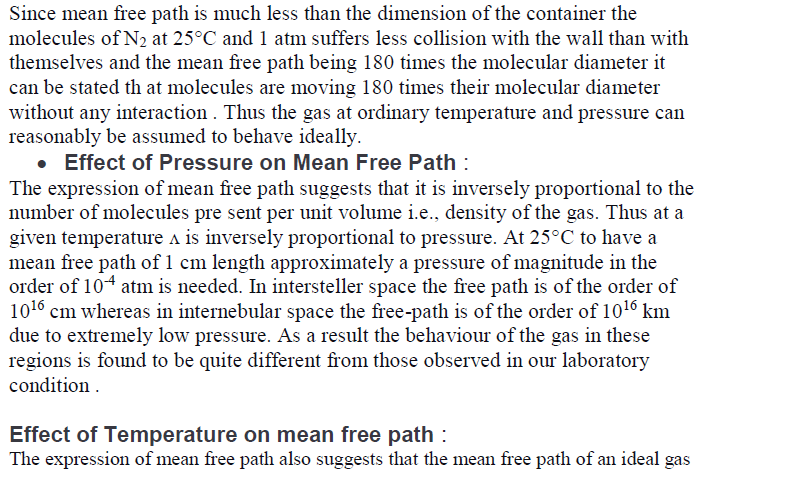 Since mean free path is much less than the dimension of the container the
molecules of N₂ at 25°C and 1 atm suffers less collision with the wall than with
themselves and the mean free path being 180 times the molecular diameter it
can be stated th at molecules are moving 180 times their molecular diameter
without any interaction . Thus the gas at ordinary temperature and pressure can
reasonably be assumed to behave ideally.
• Effect of Pressure on Mean Free Path :
The expression of mean free path suggests that it is inversely proportional to the
number of molecules pre sent per unit volume i.e., density of the gas. Thus at a
given temperature ʌ is inversely proportional to pressure. At 25°C to have a
mean free path of 1 cm length approximately a pressure of magnitude in the
order of 10⁻⁴ atm is needed. In intersteller space the free path is of the order of
10¹⁶ cm whereas in internebular space the free-path is of the order of 10¹⁶ km
due to extremely low pressure. As a result the behaviour of the gas in these
regions is found to be quite different from those observed in our laboratory
condition .
Effect of Temperature on mean free path :
The expression of mean free path also suggests that the mean free path of an ideal gas